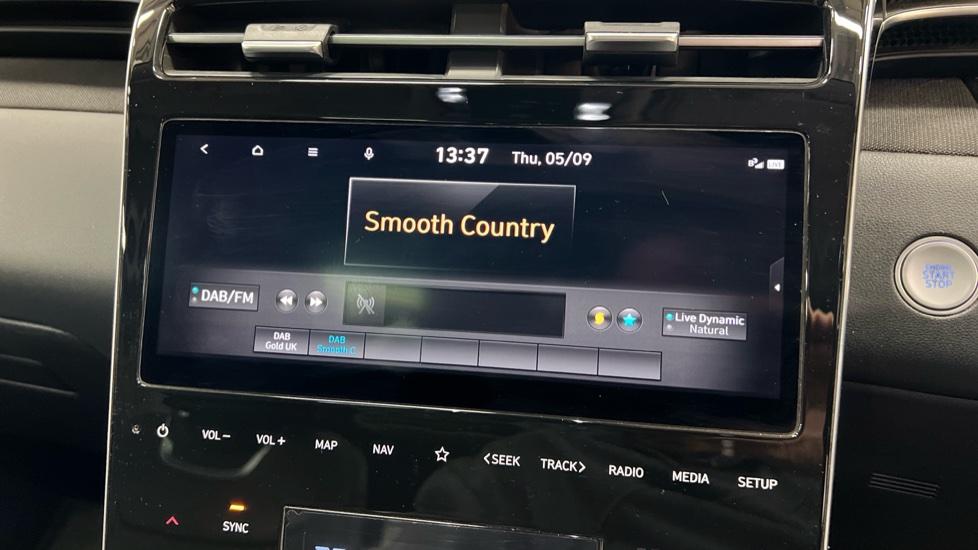 13:37 Thu, 05/09
LIVE
Smooth Country
DAB/FM
Live Dynamic
Natural
DAB
Gold UK
DAB
Smooth C
ENGINE
START
STOP
VOL− VOL+ MAP NAV <SEEK TRACK> RADIO MEDIA SETUP
SYNC